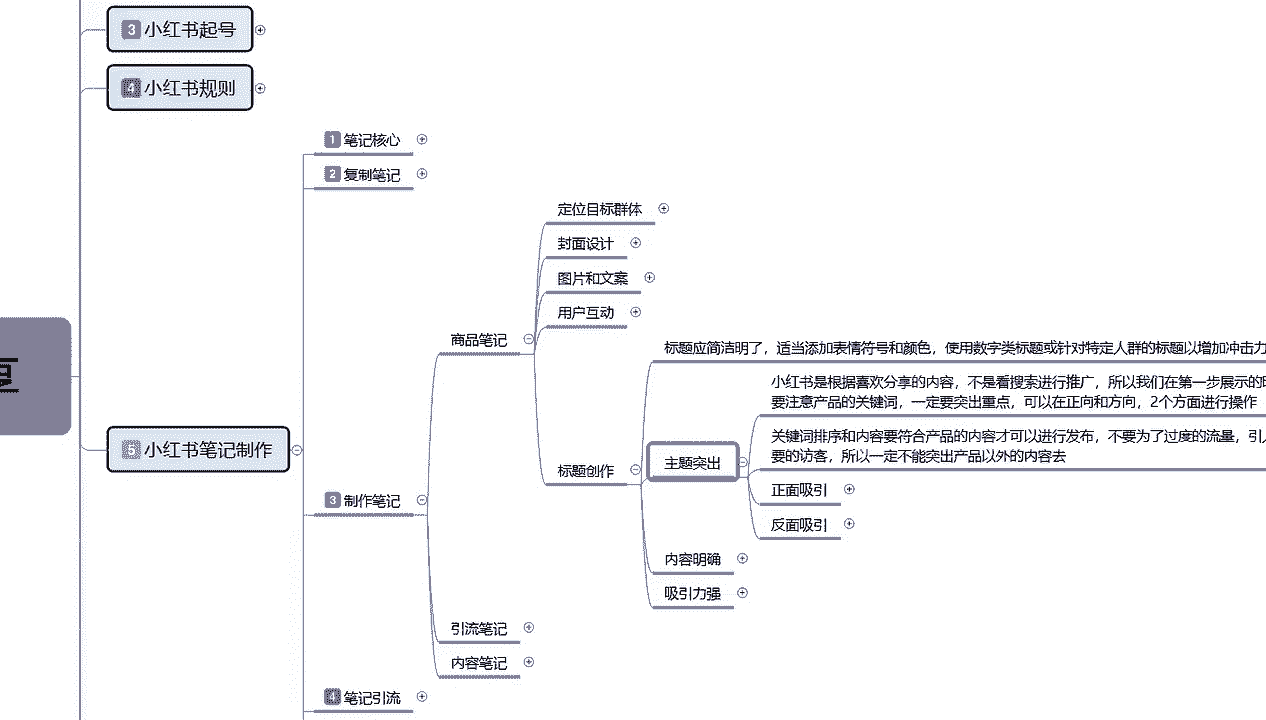 3 小红书起号
4 小红书规则
1 笔记核心
2 复制笔记
定位目标群体
封面设计
图片和文案
用户互动
商品笔记
标题应简洁明了，适当添加表情符号和颜色，使用数字类标题或针对特定人群的标题以增加冲击力
小红书是根据喜欢分享的内容，不是看搜索进行推广，所以我们在第一步展示的
要注意产品的关键词，一定要突出重点，可以在正向和方向，2个方面进行操作
关键词排序和内容要符合产品的内容才可以进行发布，不要为了过度的流量，引
要的访客，所以一定不能突出产品以外的内容去
5 小红书笔记制作
标题创作
主题突出
正面吸引
3 制作笔记
反面吸引
内容明确
吸引力强
引流笔记
内容笔记
4 笔记引流